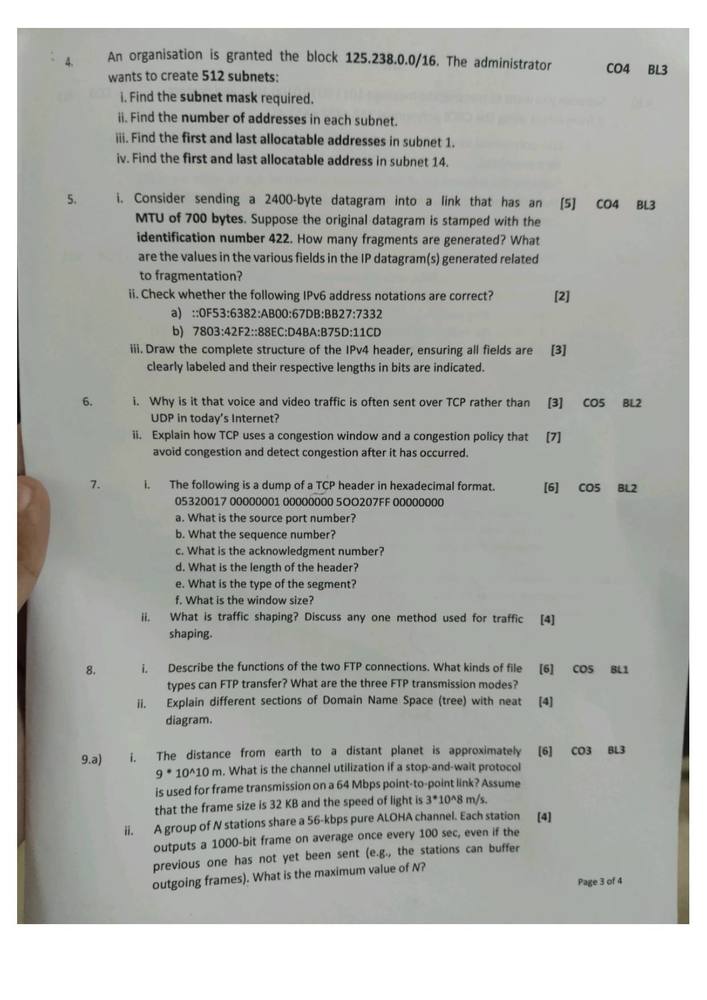 4. An organisation is granted the block 125.238.0.0/16. The administrator CO4 BL3
wants to create 512 subnets:
i. Find the subnet mask required.
ii. Find the number of addresses in each subnet.
iii. Find the first and last allocatable addresses in subnet 1.
iv. Find the first and last allocatable address in subnet 14.
5. i. Consider sending a 2400-byte datagram into a link that has an [5] CO4 BL3
MTU of 700 bytes. Suppose the original datagram is stamped with the
identification number 422. How many fragments are generated? What
are the values in the various fields in the IP datagram(s) generated related
to fragmentation?
ii. Check whether the following IPv6 address notations are correct? [2]
a) ::0F53:6382:AB00:67DB:BB27:7332
b) 7803:42F2::88EC:D4BA:B75D:11CD
iii. Draw the complete structure of the IPv4 header, ensuring all fields are [3]
clearly labeled and their respective lengths in bits are indicated.
6. i. Why is it that voice and video traffic is often sent over TCP rather than [3] CO5 BL2
UDP in today's Internet?
ii. Explain how TCP uses a congestion window and a congestion policy that [7]
avoid congestion and detect congestion after it has occurred.
7. i. The following is a dump of a TCP header in hexadecimal format. [6] CO5 BL2
05320017 00000001 00000000 500207FF 00000000
a. What is the source port number?
b. What the sequence number?
c. What is the acknowledgment number?
d. What is the length of the header?
e. What is the type of the segment?
f. What is the window size?
ii. What is traffic shaping? Discuss any one method used for traffic [4]
shaping.
8. i. Describe the functions of the two FTP connections. What kinds of file [6] CO5 BL1
types can FTP transfer? What are the three FTP transmission modes?
ii. Explain different sections of Domain Name Space (tree) with neat [4]
diagram.
9.a) i. The distance from earth to a distant planet is approximately [6] CO3 BL3
9 * 10^10 m. What is the channel utilization if a stop-and-wait protocol
is used for frame transmission on a 64 Mbps point-to-point link? Assume
that the frame size is 32 KB and the speed of light is 3*10^8 m/s.
ii. A group of N stations share a 56-kbps pure ALOHA channel. Each station [4]
outputs a 1000-bit frame on average once every 100 sec, even if the
previous one has not yet been sent (e.g., the stations can buffer
outgoing frames). What is the maximum value of N?
Page 3 of 4